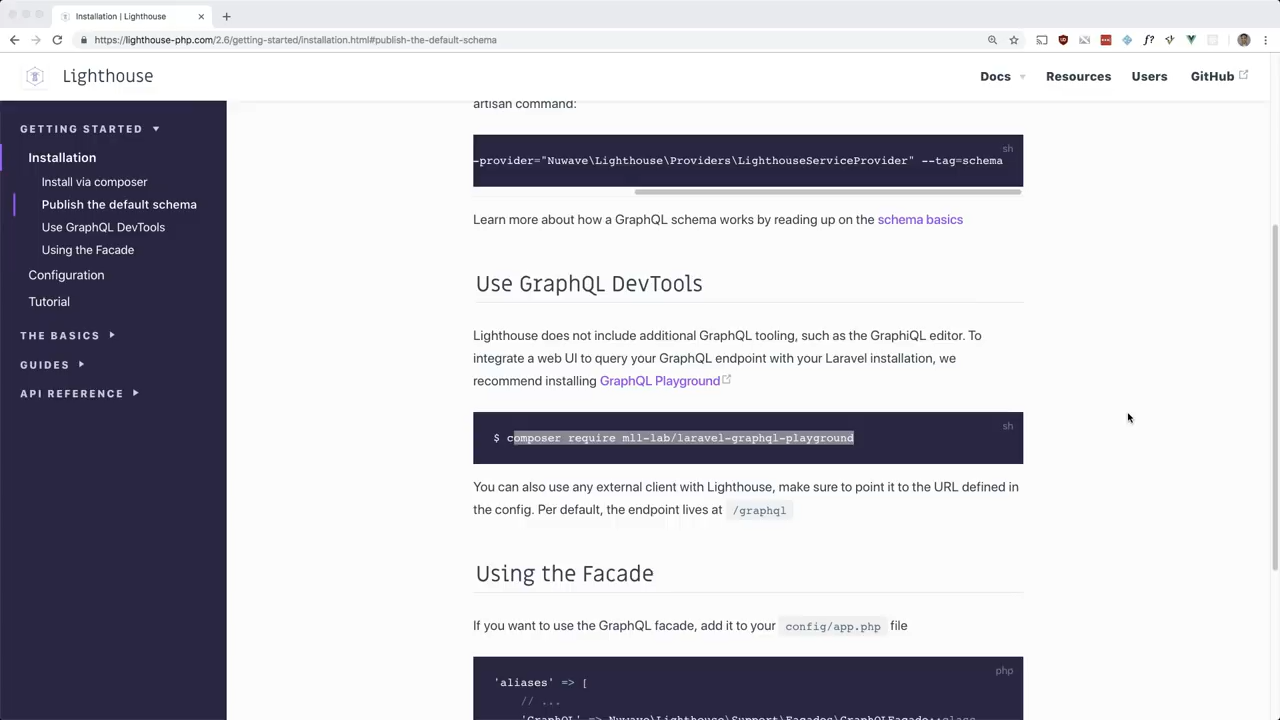 Installation | Lighthouse
https://lighthouse-php.com/2.6/getting-started/installation.html#publish-the-default-schema
Lighthouse
Docs
Resources
Users
GitHub
GETTING STARTED
Installation
Install via composer
Publish the default schema
Use GraphQL DevTools
Using the Facade
Configuration
Tutorial
THE BASICS
GUIDES
API REFERENCE
artisan command:
sh
-provider="Nuwave\Lighthouse\Providers\LighthouseServiceProvider" --tag=schema
Learn more about how a GraphQL schema works by reading up on the schema basics
Use GraphQL DevTools
Lighthouse does not include additional GraphQL tooling, such as the GraphiQL editor. To
integrate a web UI to query your GraphQL endpoint with your Laravel installation, we
recommend installing GraphQL Playground
sh
$ composer require mll-lab/laravel-graphql-playground
You can also use any external client with Lighthouse, make sure to point it to the URL defined in
the config. Per default, the endpoint lives at /graphql
Using the Facade
If you want to use the GraphQL facade, add it to your config/app.php file
php
'aliases' => [
// ...
'GraphQL' => Nuwave\Lighthouse\Support\Facades\GraphQLFacade::class